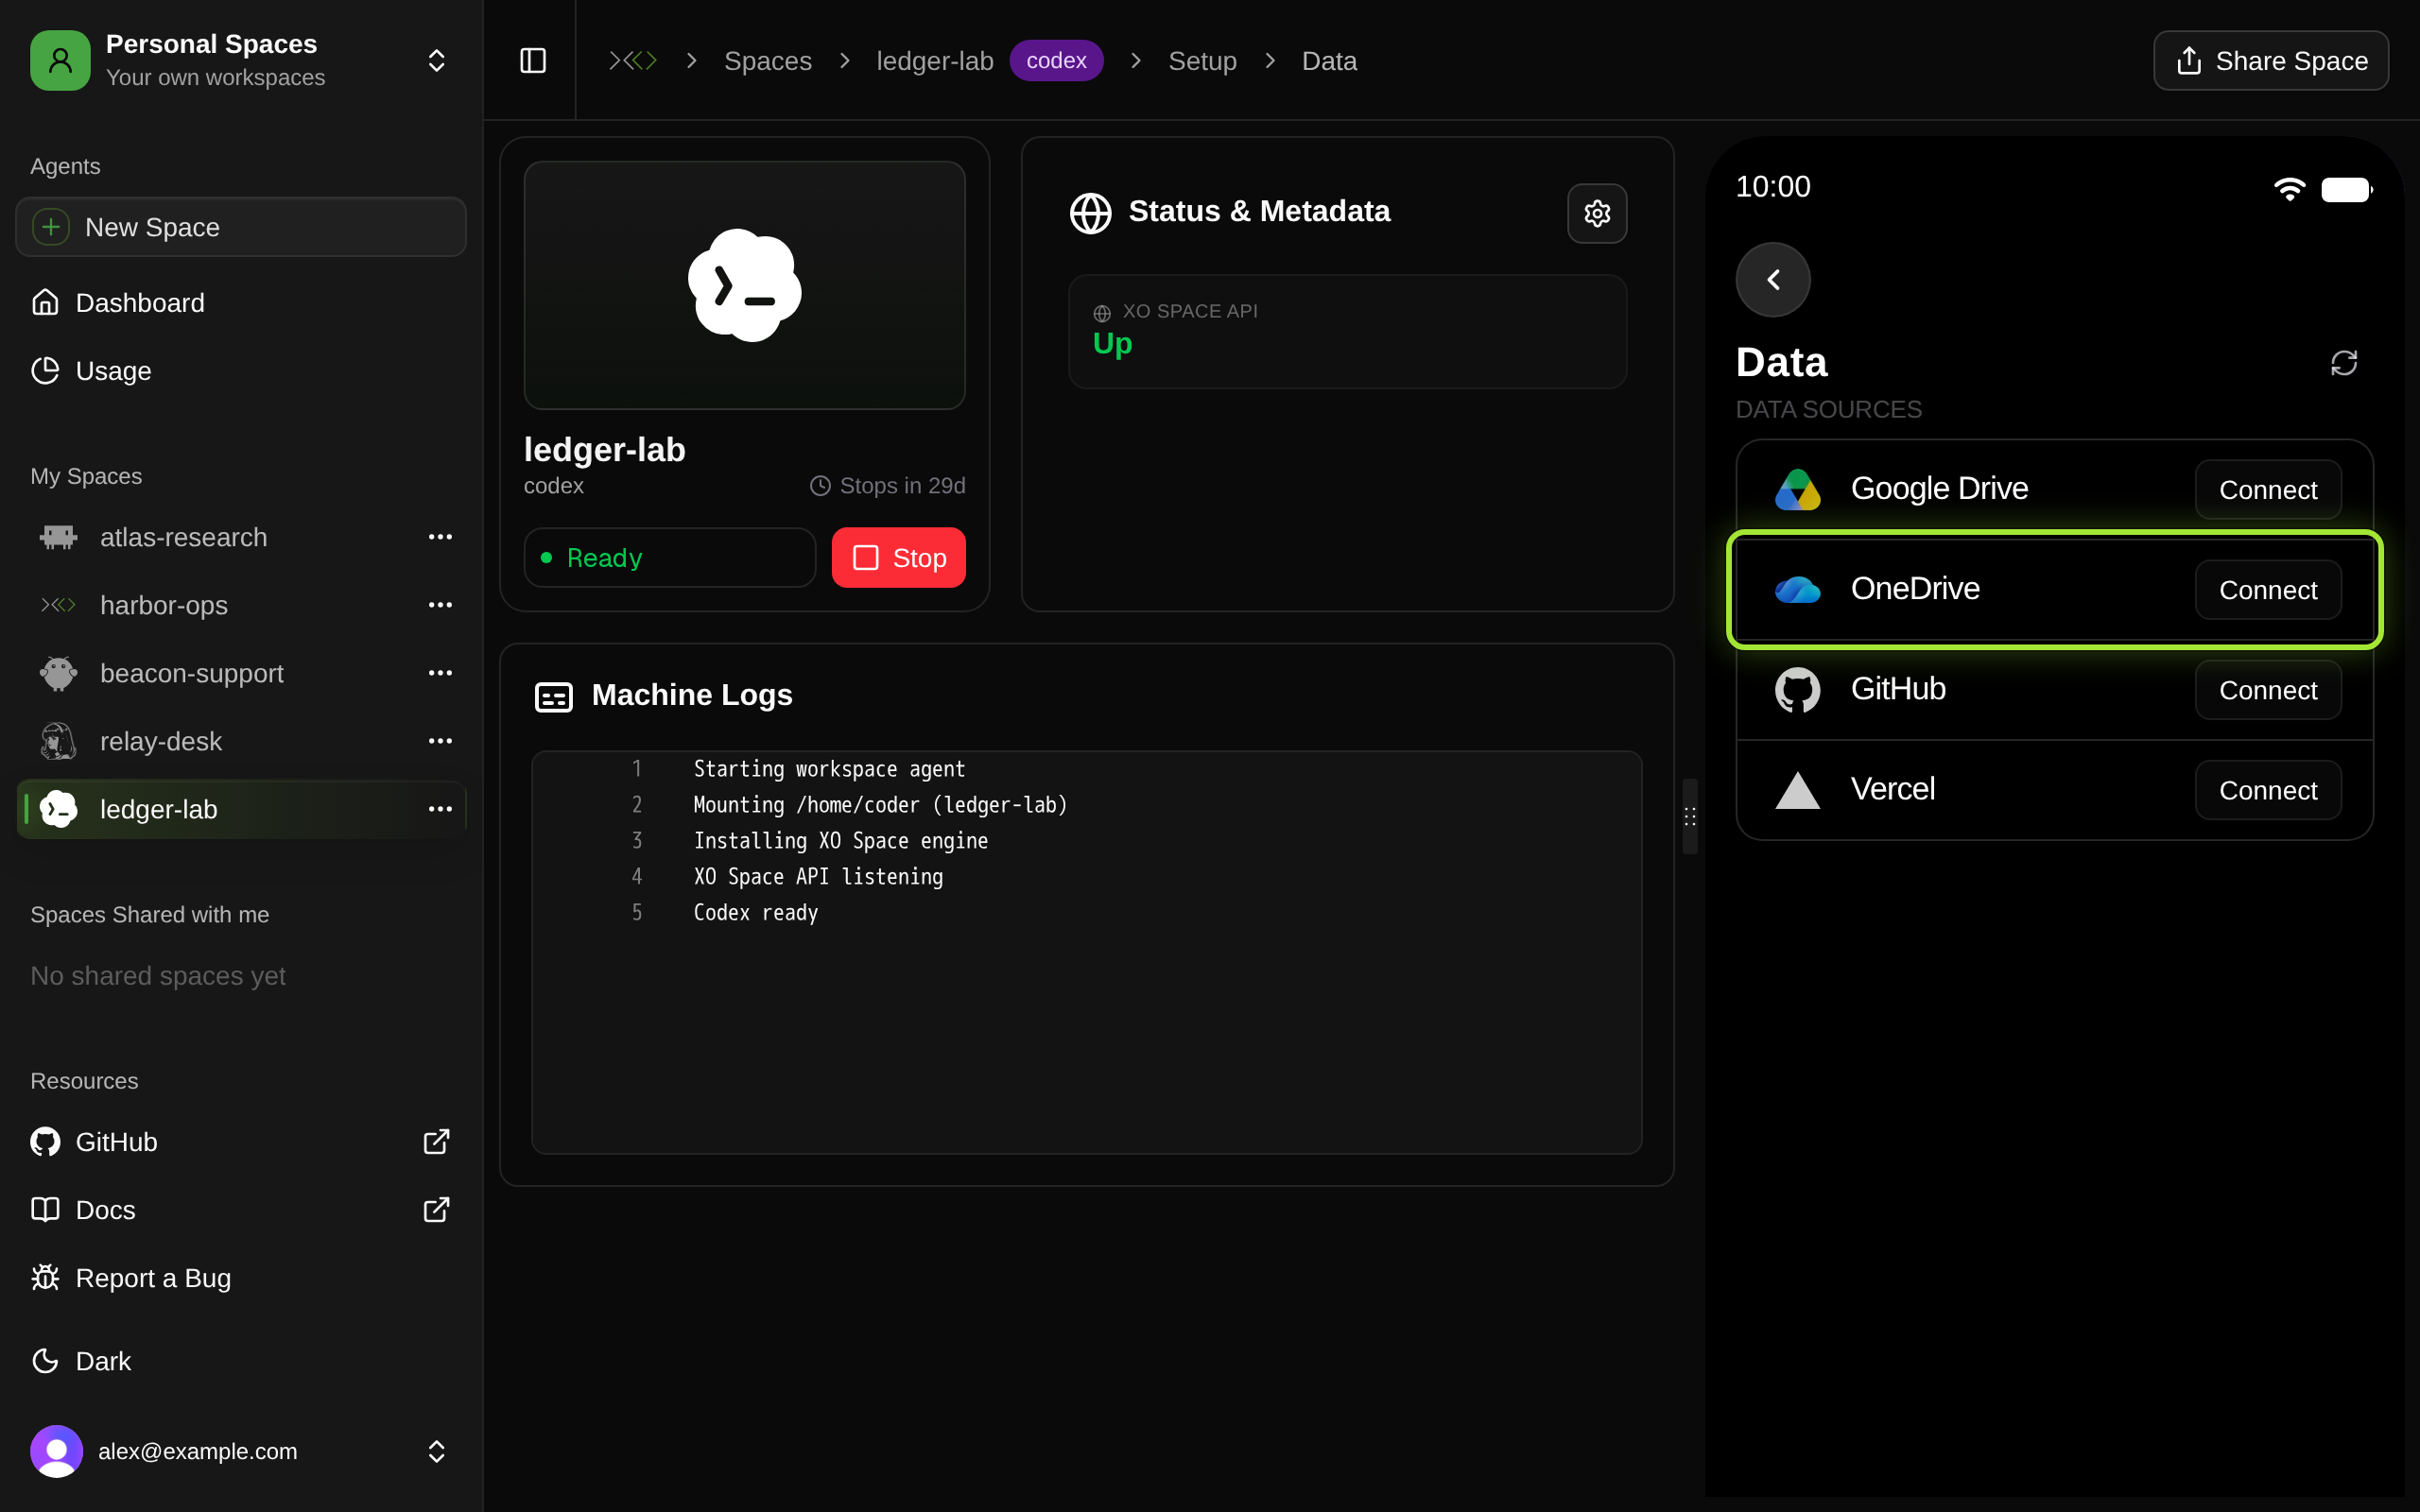 Personal Spaces
Your own workspaces
Agents
New Space
Dashboard
Usage
My Spaces
atlas-research
harbor-ops
beacon-support
relay-desk
ledger-lab
Spaces Shared with me
No shared spaces yet
Resources
GitHub
Docs
Report a Bug
Dark
alex@example.com
Spaces
ledger-lab
codex
Setup
Data
Share Space
ledger-lab
codex
Stops in 29d
Ready
Stop
Status & Metadata
XO SPACE API
Up
Machine Logs
1 Starting workspace agent
2 Mounting /home/coder (ledger-lab)
3 Installing XO Space engine
4 XO Space API listening
5 Codex ready
10:00
Data
DATA SOURCES
Google Drive
Connect
OneDrive
Connect
GitHub
Connect
Vercel
Connect